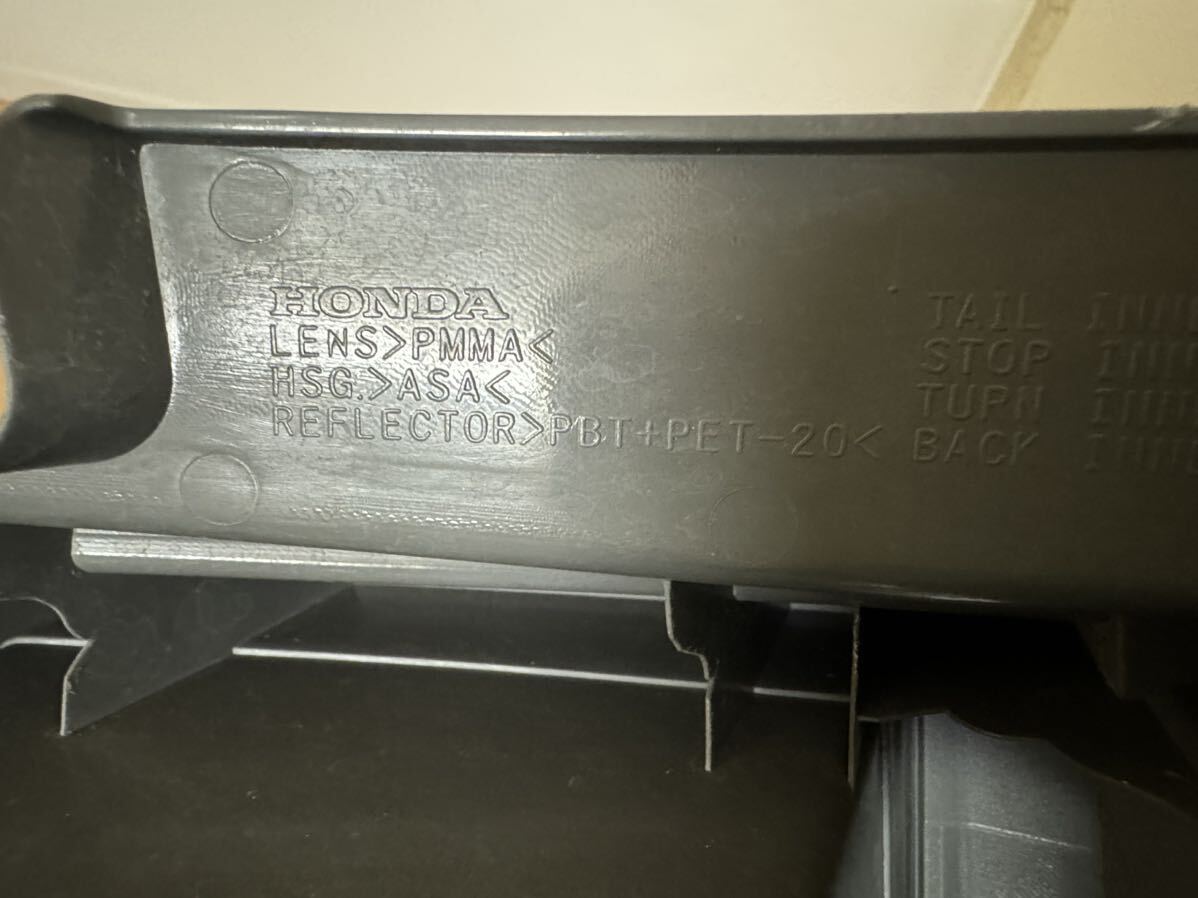 HONDA
LENS>PMMA<
HSG.>ASA<
REFLECTOR>PBT+PET-20<
TAIL
STOP
TURN
BACK